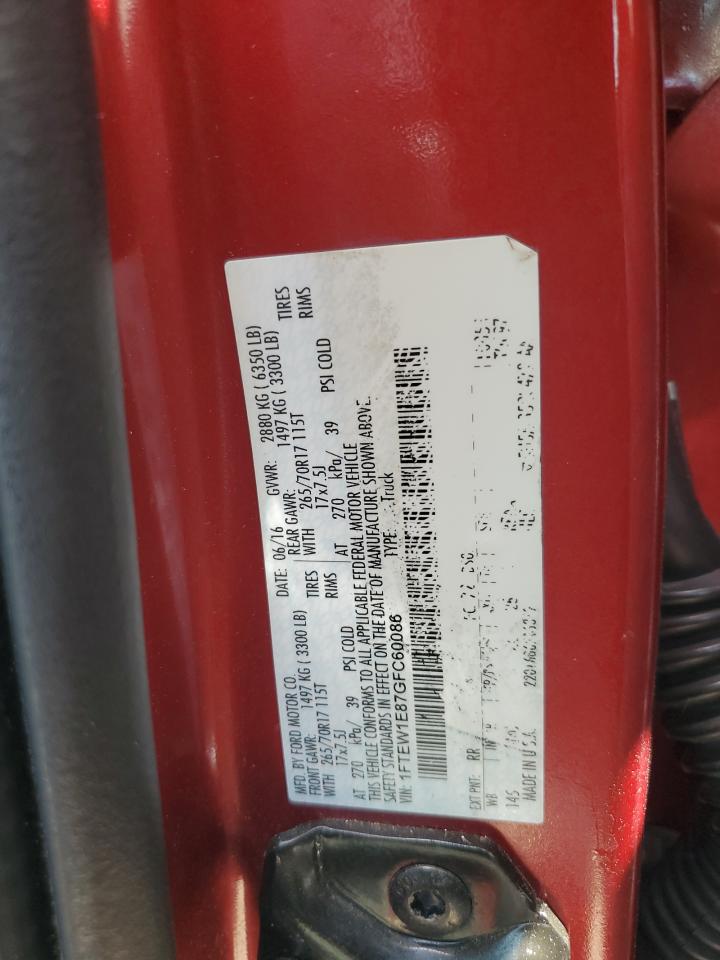 MFD. BY FORD MOTOR CO. DATE: 06/16 GVWR: 2880 KG ( 6350 LB)
FRONT GAWR: 1497 KG ( 3300 LB) REAR GAWR: 1497 KG ( 3300 LB)
WITH 265/70R17 115T TIRES WITH 265/70R17 115T TIRES
17x7.5J RIMS 17x7.5J RIMS
AT 270 kPa/ 39 PSI COLD AT 270 kPa/ 39 PSI COLD
THIS VEHICLE CONFORMS TO ALL APPLICABLE FEDERAL MOTOR VEHICLE
SAFETY STANDARDS IN EFFECT ON THE DATE OF MANUFACTURE SHOWN ABOVE.
VIN: 1FTEW1E87GFC60086 TYPE: Truck
EXT PNT: RR
WB
145
MADE IN U.S.A.